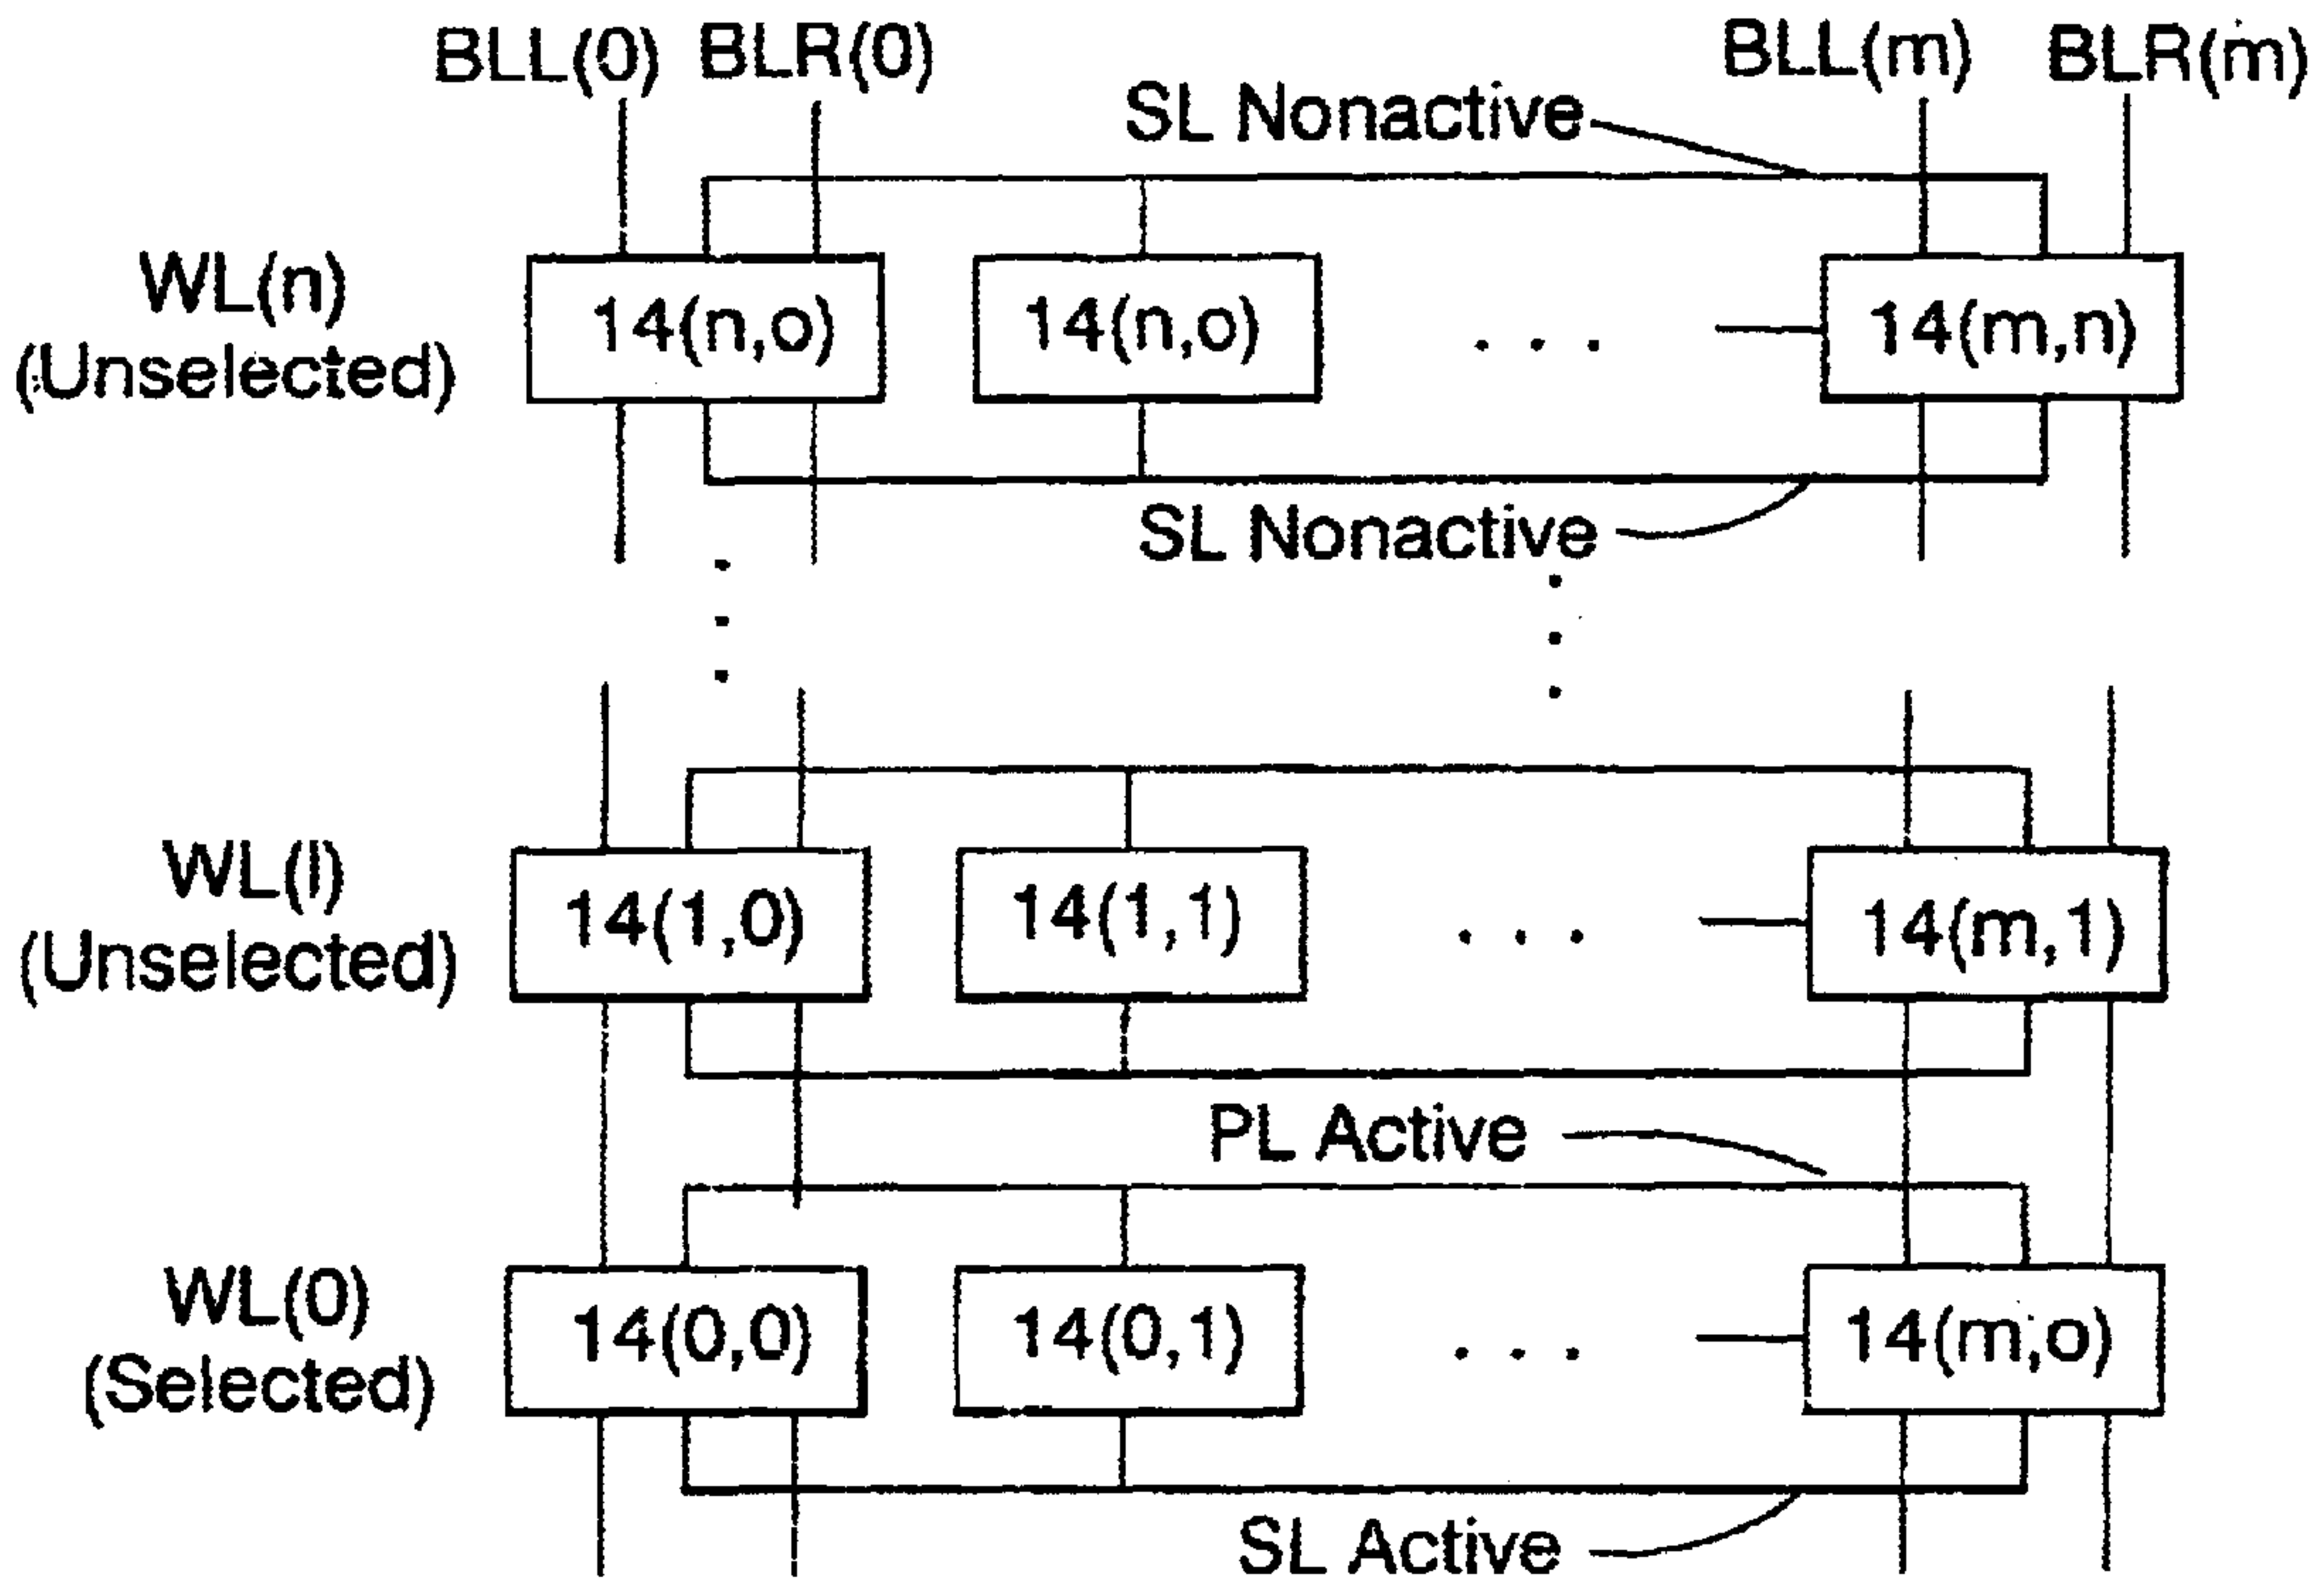 BLL(0) BLR(0) BLL(m) BLR(m)
SL Nonactive
WL(n)
(Unselected)
14(n,o) 14(n,o) . . . 14(m,n)
SL Nonactive
WL(l)
(Unselected)
14(1,0) 14(1,1) . . . 14(m,1)
PL Active
WL(0)
(Selected)
14(0,0) 14(0,1) . . . 14(m,o)
SL Active